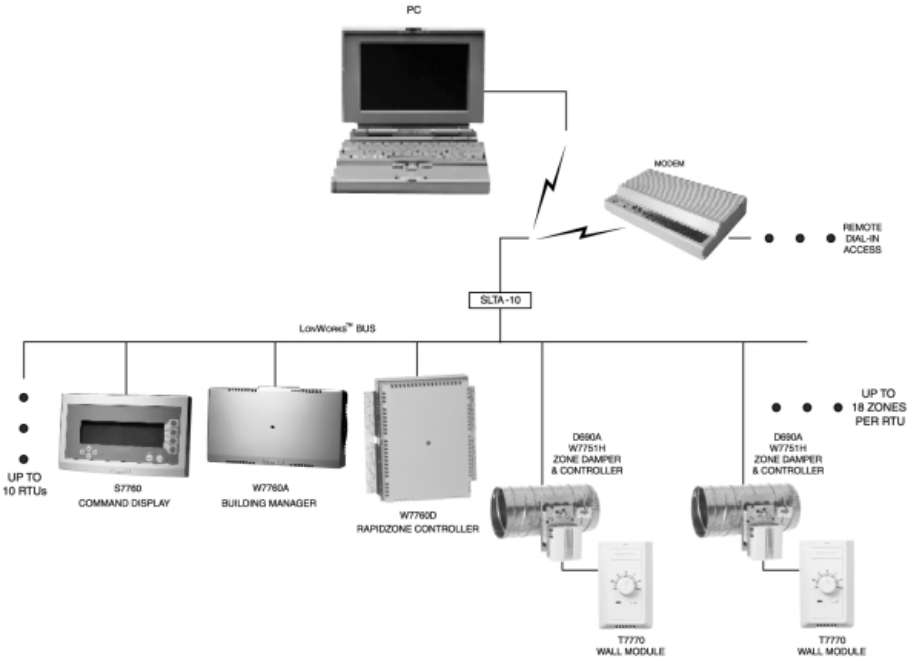 PC
MODEM
REMOTE
DIAL-IN
ACCESS
SLTA-10
LONWORKS™ BUS
UP TO
18 ZONES
PER RTU
D690A
W7751H
ZONE DAMPER
& CONTROLLER
D690A
W7751H
ZONE DAMPER
& CONTROLLER
UP TO
10 RTUs
S7760
COMMAND DISPLAY
W7760A
BUILDING MANAGER
W7760D
RAPIDZONE CONTROLLER
T7770
WALL MODULE
T7770
WALL MODULE